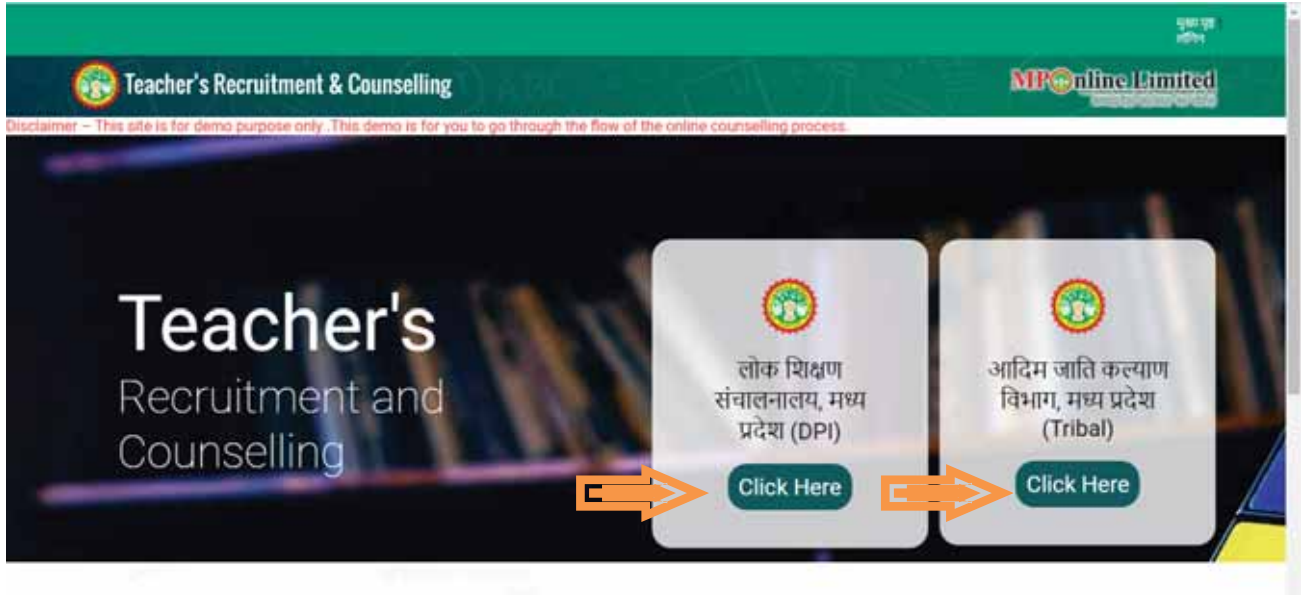 मुख्य पृष्ठ
लॉगिन
Teacher's Recruitment & Counselling
MPOnline Limited
Disclaimer – This site is for demo purpose only .This demo is for you to go through the flow of the online counselling process.
Teacher's
Recruitment and
Counselling
लोक शिक्षण
संचालनालय, मध्य
प्रदेश (DPI)
Click Here
आदिम जाति कल्याण
विभाग, मध्य प्रदेश
(Tribal)
Click Here